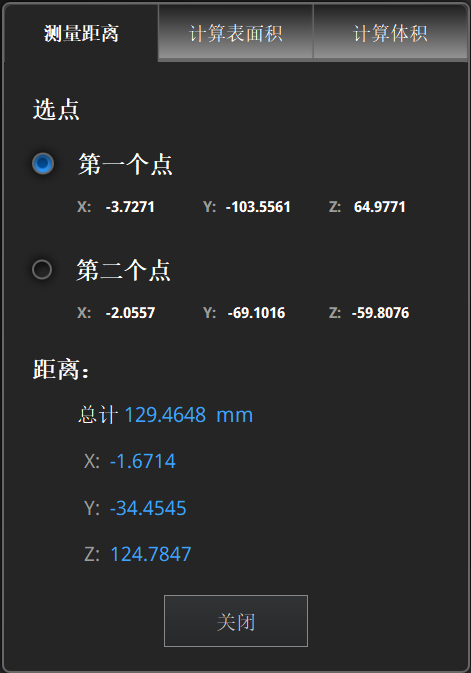 测量距离 计算表面积 计算体积
选点
第一个点
X: -3.7271 Y: -103.5561 Z: 64.9771
第二个点
X: -2.0557 Y: -69.1016 Z: -59.8076
距离:
总计 129.4648 mm
X: -1.6714
Y: -34.4545
Z: 124.7847
关闭